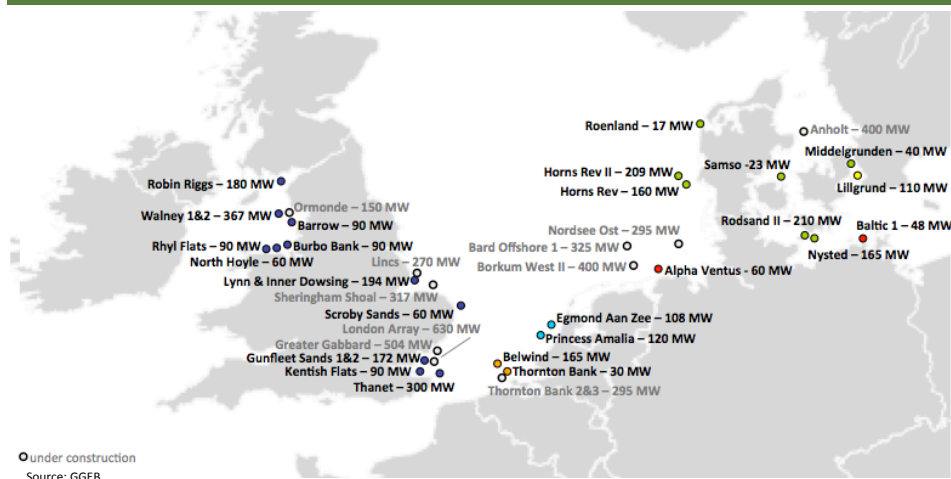 Roenland – 17 MW
Anholt – 400 MW
Middelgrunden – 40 MW
Samso -23 MW
Horns Rev II – 209 MW
Robin Riggs – 180 MW
Lillgrund – 110 MW
Horns Rev – 160 MW
Ormonde – 150 MW
Walney 1&2 – 367 MW
Rodsand II – 210 MW
Barrow – 90 MW
Baltic 1 – 48 MW
Nordsee Ost – 295 MW
Rhyl Flats – 90 MW
Burbo Bank – 90 MW
Bard Offshore 1 – 325 MW
Nysted – 165 MW
North Hoyle – 60 MW
Lincs – 270 MW
Borkum West II – 400 MW
Alpha Ventus - 60 MW
Lynn & Inner Dowsing – 194 MW
Sheringham Shoal – 317 MW
Scroby Sands – 60 MW
Egmond Aan Zee – 108 MW
London Array – 630 MW
Princess Amalia – 120 MW
Greater Gabbard – 504 MW
Gunfleet Sands 1&2 – 172 MW
Belwind – 165 MW
Kentish Flats – 90 MW
Thornton Bank – 30 MW
Thanet – 300 MW
Thornton Bank 2&3 – 295 MW
under construction
Source: GGEB